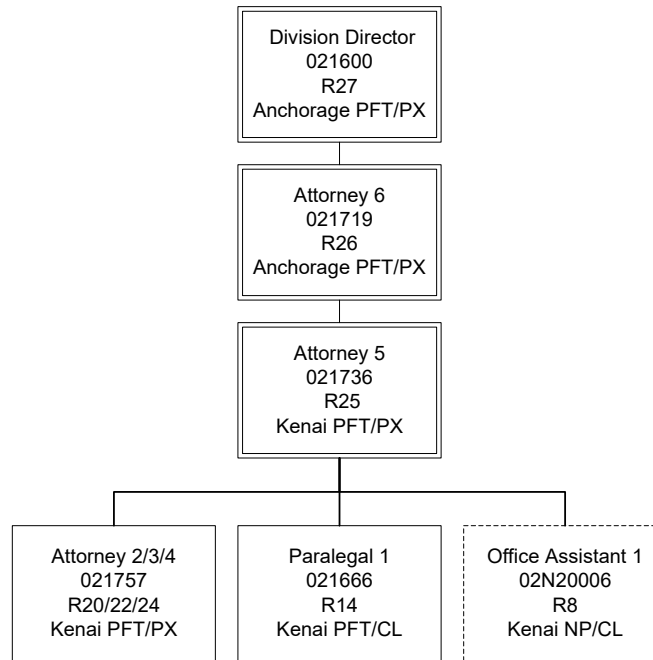 Division Director
021600
R27
Anchorage PFT/PX
Attorney 6
021719
R26
Anchorage PFT/PX
Attorney 5
021736
R25
Kenai PFT/PX
Attorney 2/3/4
021757
R20/22/24
Kenai PFT/PX
Paralegal 1
021666
R14
Kenai PFT/CL
Office Assistant 1
02N20006
R8
Kenai NP/CL